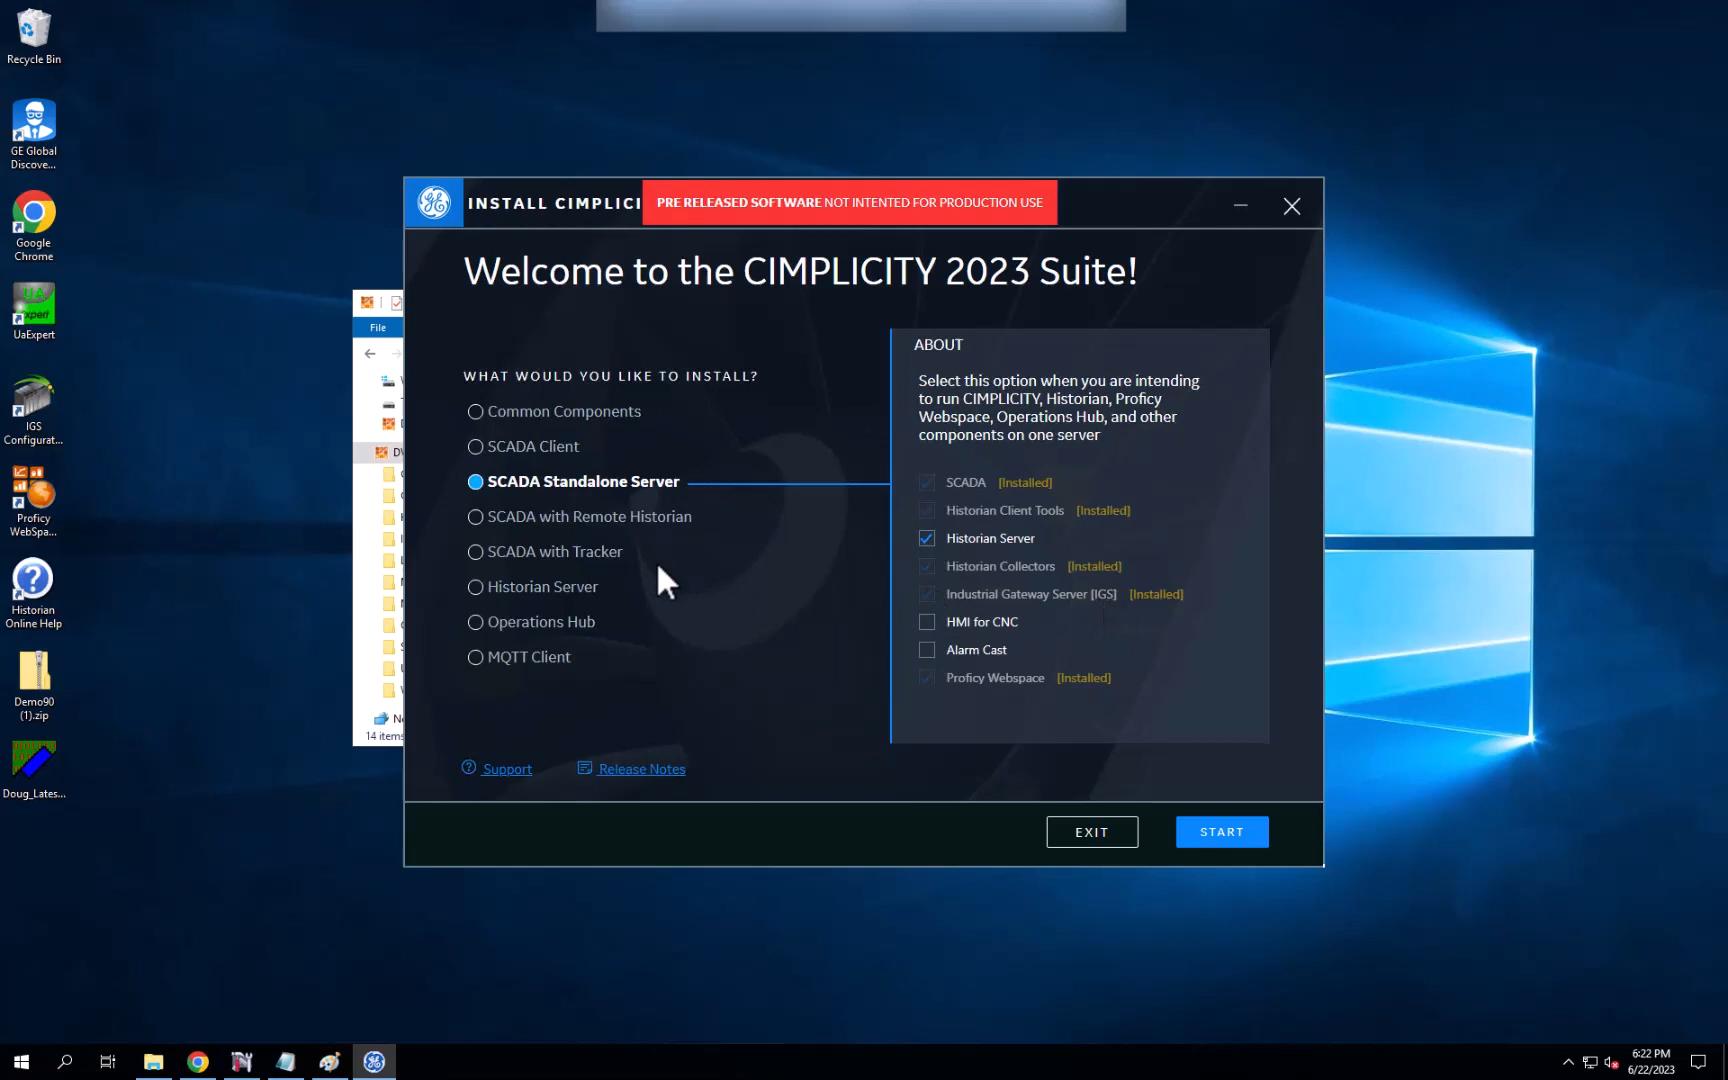 Recycle Bin
GE Global
Discove...
Google
Chrome
UA
Expert
UaExpert
IGS
Configurat...
Proficy
WebSpa...
Historian
Online Help
Demo90
(1).zip
Doug_Lates...
File
14 items
INSTALL CIMPLICI
PRE RELEASED SOFTWARE NOT INTENTED FOR PRODUCTION USE
Welcome to the CIMPLICITY 2023 Suite!
WHAT WOULD YOU LIKE TO INSTALL?
Common Components
SCADA Client
SCADA Standalone Server
SCADA with Remote Historian
SCADA with Tracker
Historian Server
Operations Hub
MQTT Client
ABOUT
Select this option when you are intending
to run CIMPLICITY, Historian, Proficy
Webspace, Operations Hub, and other
components on one server
SCADA [Installed]
Historian Client Tools [Installed]
Historian Server
Historian Collectors [Installed]
Industrial Gateway Server [IGS] [Installed]
HMI for CNC
Alarm Cast
Proficy Webspace [Installed]
Support
Release Notes
EXIT
START
6:22 PM
6/22/2023